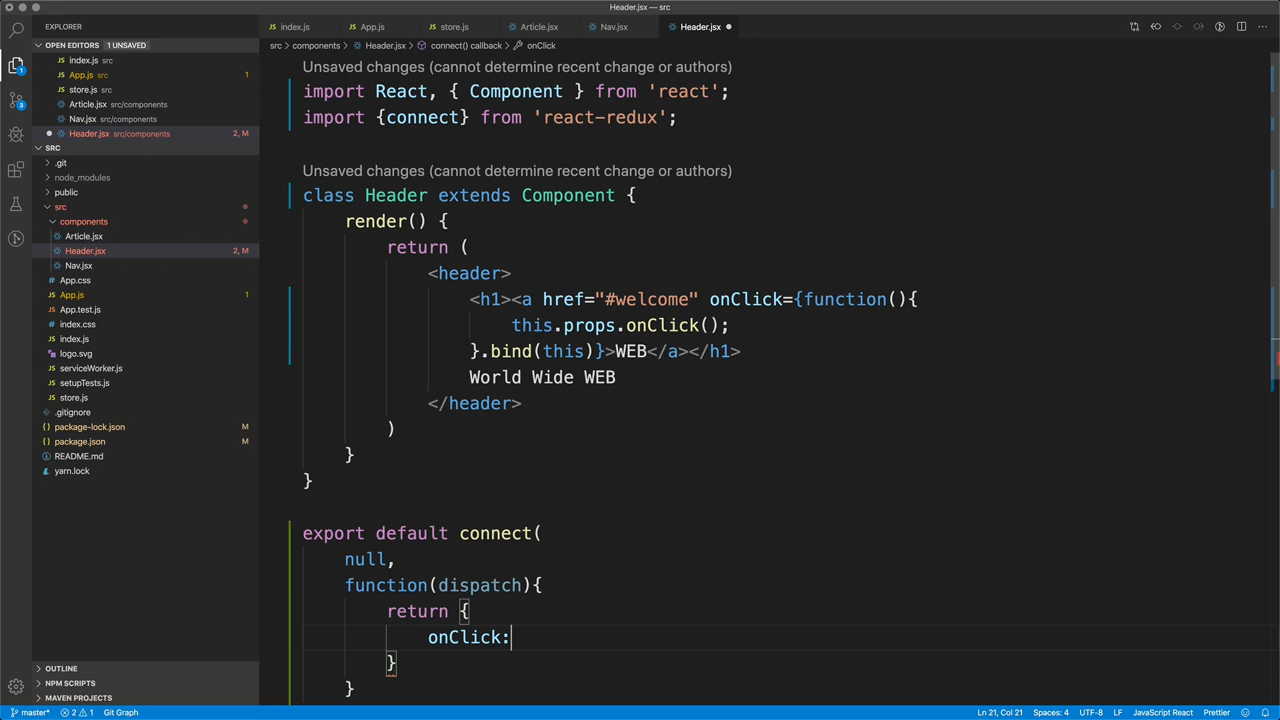 Header.jsx — src
EXPLORER
index.js
App.js
store.js
Article.jsx
Nav.jsx
Header.jsx
OPEN EDITORS 1 UNSAVED
index.js src
App.js src 1
store.js src
Article.jsx src/components
Nav.jsx src/components
Header.jsx src/components 2, M
SRC
.git
node_modules
public
src
components
Article.jsx
Header.jsx 2, M
Nav.jsx
App.css
App.js 1
App.test.js
index.css
index.js
logo.svg
serviceWorker.js
setupTests.js
store.js
.gitignore
package-lock.json M
package.json M
README.md
yarn.lock
OUTLINE
NPM SCRIPTS
MAVEN PROJECTS
1
3
src > components > Header.jsx > connect() callback > onClick
Unsaved changes (cannot determine recent change or authors)
import React, { Component } from 'react';
import {connect} from 'react-redux';
Unsaved changes (cannot determine recent change or authors)
class Header extends Component {
render() {
return (
<header>
<h1><a href="#welcome" onClick={function(){
this.props.onClick();
}.bind(this)}>WEB</a></h1>
World Wide WEB
</header>
)
}
}
export default connect(
null,
function(dispatch){
return {
onClick:
}
}
master* 2 1 Git Graph
Ln 21, Col 21 Spaces: 4 UTF-8 LF JavaScript React Prettier